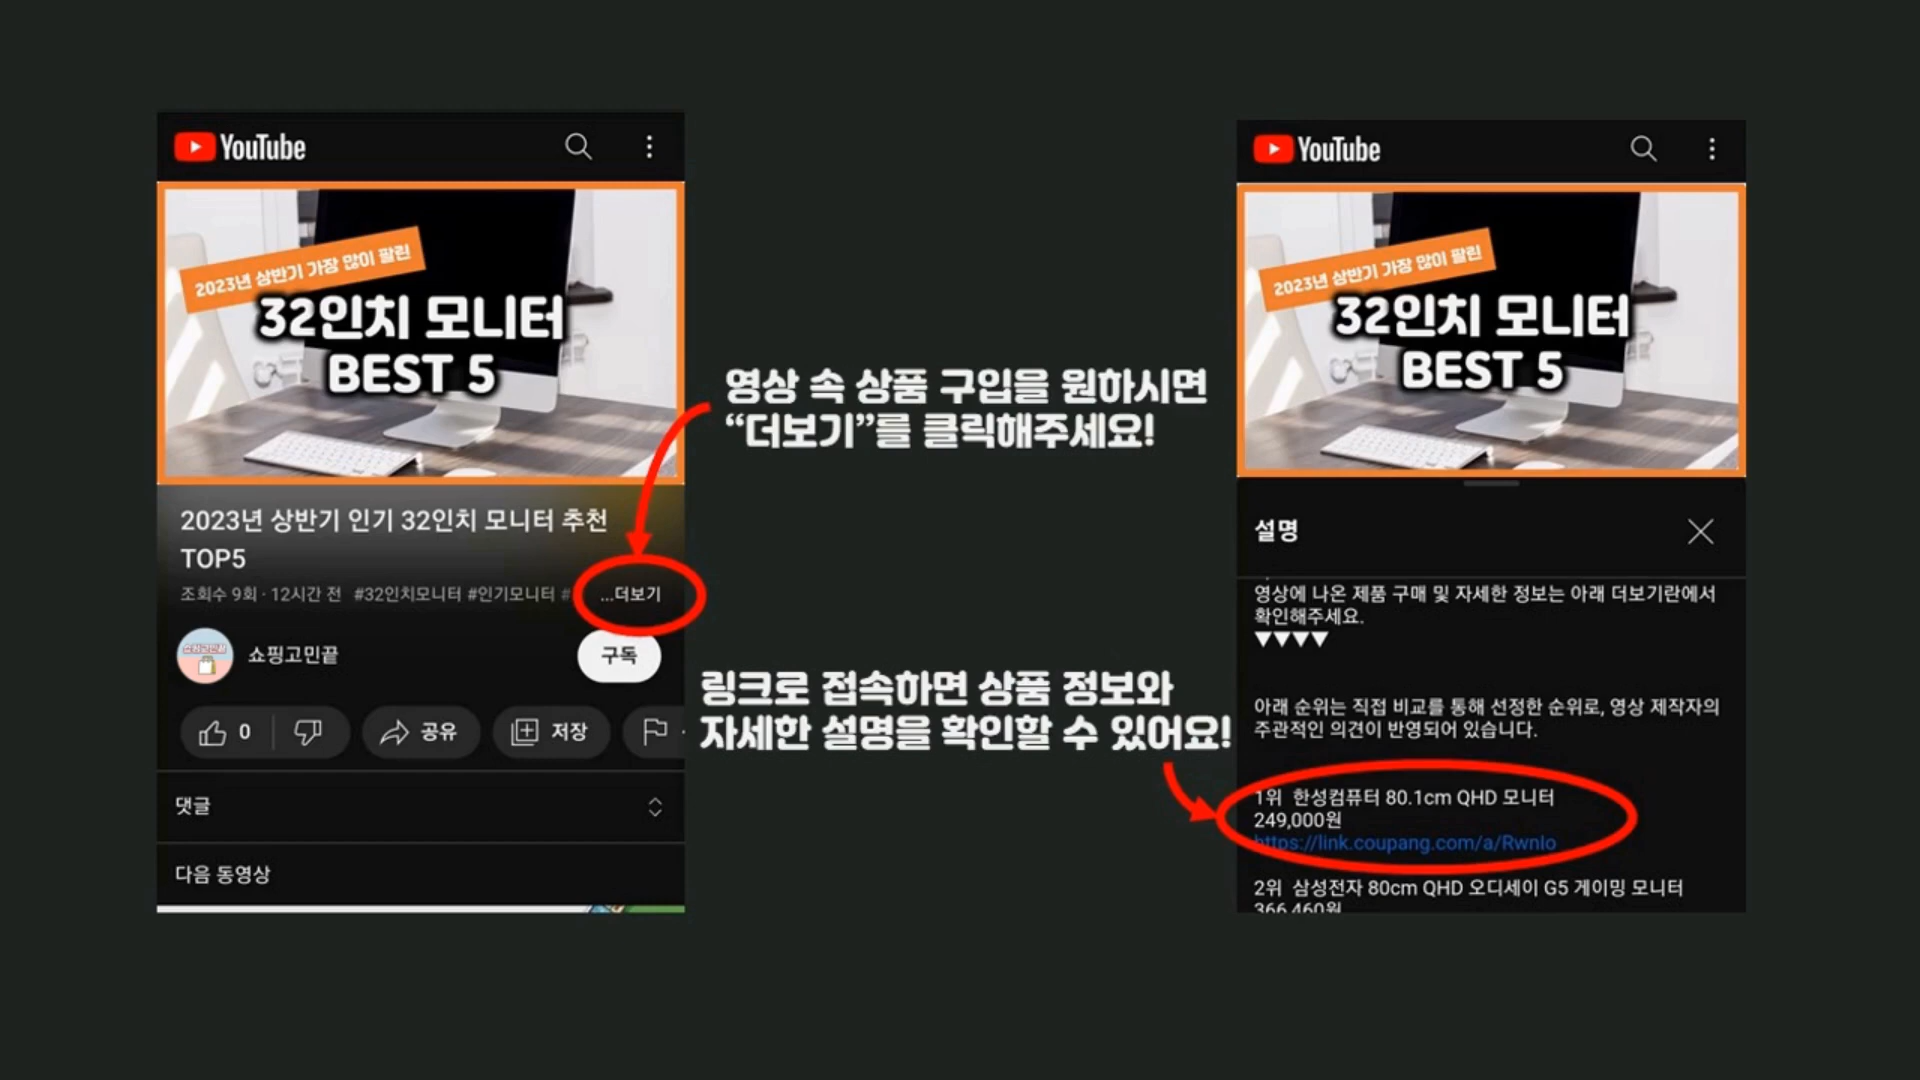 YouTube
2023년 상반기 가장 많이 팔린
32인치 모니터
BEST 5
2023년 상반기 인기 32인치 모니터 추천
TOP5
조회수 9회 · 12시간 전 #32인치모니터 #인기모니터 # ...더보기
쇼핑고민끝
쇼핑고민끝
구독
0
공유
저장
댓글
다음 동영상
영상 속 상품 구입을 원하시면
“더보기”를 클릭해주세요!
링크로 접속하면 상품 정보와
자세한 설명을 확인할 수 있어요!
YouTube
2023년 상반기 가장 많이 팔린
32인치 모니터
BEST 5
설명
영상에 나온 제품 구매 및 자세한 정보는 아래 더보기란에서
확인해주세요.
▼▼▼▼
아래 순위는 직접 비교를 통해 선정한 순위로, 영상 제작자의
주관적인 의견이 반영되어 있습니다.
1위 한성컴퓨터 80.1cm QHD 모니터
249,000원
https://link.coupang.com/a/RwnIo
2위 삼성전자 80cm QHD 오디세이 G5 게이밍 모니터
366,460원